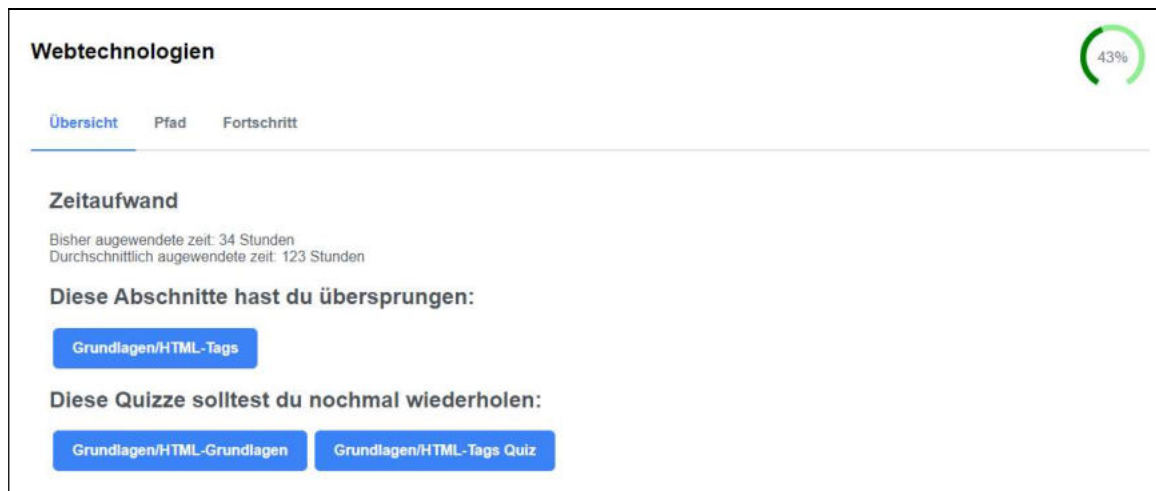 Webtechnologien
43%
Übersicht Pfad Fortschritt
Zeitaufwand
Bisher augewendete zeit: 34 Stunden
Durchschnittlich augewendete zeit: 123 Stunden
Diese Abschnitte hast du übersprungen:
Grundlagen/HTML-Tags
Diese Quizze solltest du nochmal wiederholen:
Grundlagen/HTML-Grundlagen Grundlagen/HTML-Tags Quiz